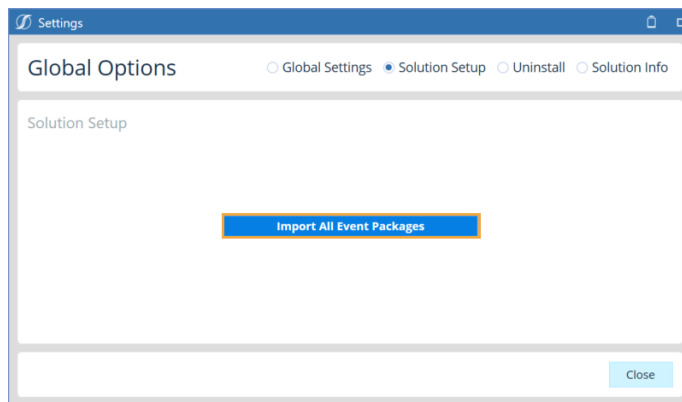 Settings
Global Options
Global Settings Solution Setup Uninstall Solution Info
Solution Setup
Import All Event Packages
Close